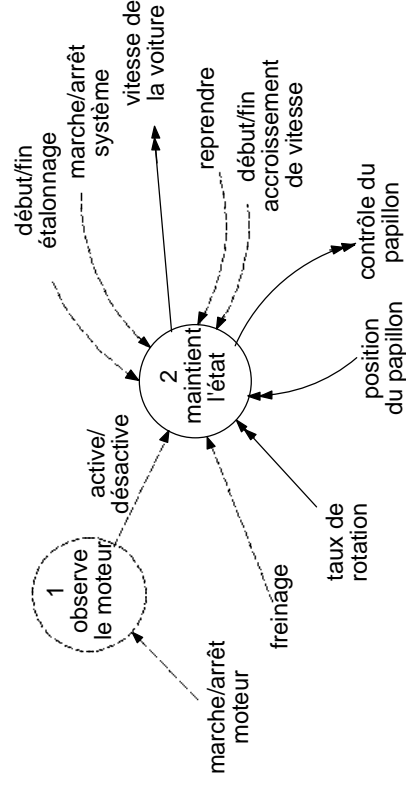 1
observe
le moteur
marche/arrêt
moteur
active/
désactive
2
maintient
l'état
début/fin
étalonnage
marche/arrêt
système
vitesse de
la voiture
reprendre
début/fin
accroissement
de vitesse
contrôle du
papillon
position
du papillon
taux de
rotation
freinage